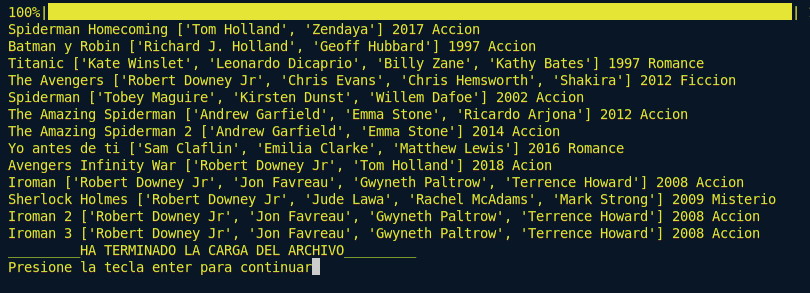 100%|
Spiderman Homecoming ['Tom Holland', 'Zendaya'] 2017 Accion
Batman y Robin ['Richard J. Holland', 'Geoff Hubbard'] 1997 Accion
Titanic ['Kate Winslet', 'Leonardo Dicaprio', 'Billy Zane', 'Kathy Bates'] 1997 Romance
The Avengers ['Robert Downey Jr', 'Chris Evans', 'Chris Hemsworth', 'Shakira'] 2012 Ficcion
Spiderman ['Tobey Maguire', 'Kirsten Dunst', 'Willem Dafoe'] 2002 Accion
The Amazing Spiderman ['Andrew Garfield', 'Emma Stone', 'Ricardo Arjona'] 2012 Accion
The Amazing Spiderman 2 ['Andrew Garfield', 'Emma Stone'] 2014 Accion
Yo antes de ti ['Sam Claflin', 'Emilia Clarke', 'Matthew Lewis'] 2016 Romance
Avengers Infinity War ['Robert Downey Jr', 'Tom Holland'] 2018 Acion
Iroman ['Robert Downey Jr', 'Jon Favreau', 'Gwyneth Paltrow', 'Terrence Howard'] 2008 Accion
Sherlock Holmes ['Robert Downey Jr', 'Jude Lawa', 'Rachel McAdams', 'Mark Strong'] 2009 Misterio
Iroman 2 ['Robert Downey Jr', 'Jon Favreau', 'Gwyneth Paltrow', 'Terrence Howard'] 2008 Accion
Iroman 3 ['Robert Downey Jr', 'Jon Favreau', 'Gwyneth Paltrow', 'Terrence Howard'] 2008 Accion
_________HA TERMINADO LA CARGA DEL ARCHIVO_________
Presione la tecla enter para continuar